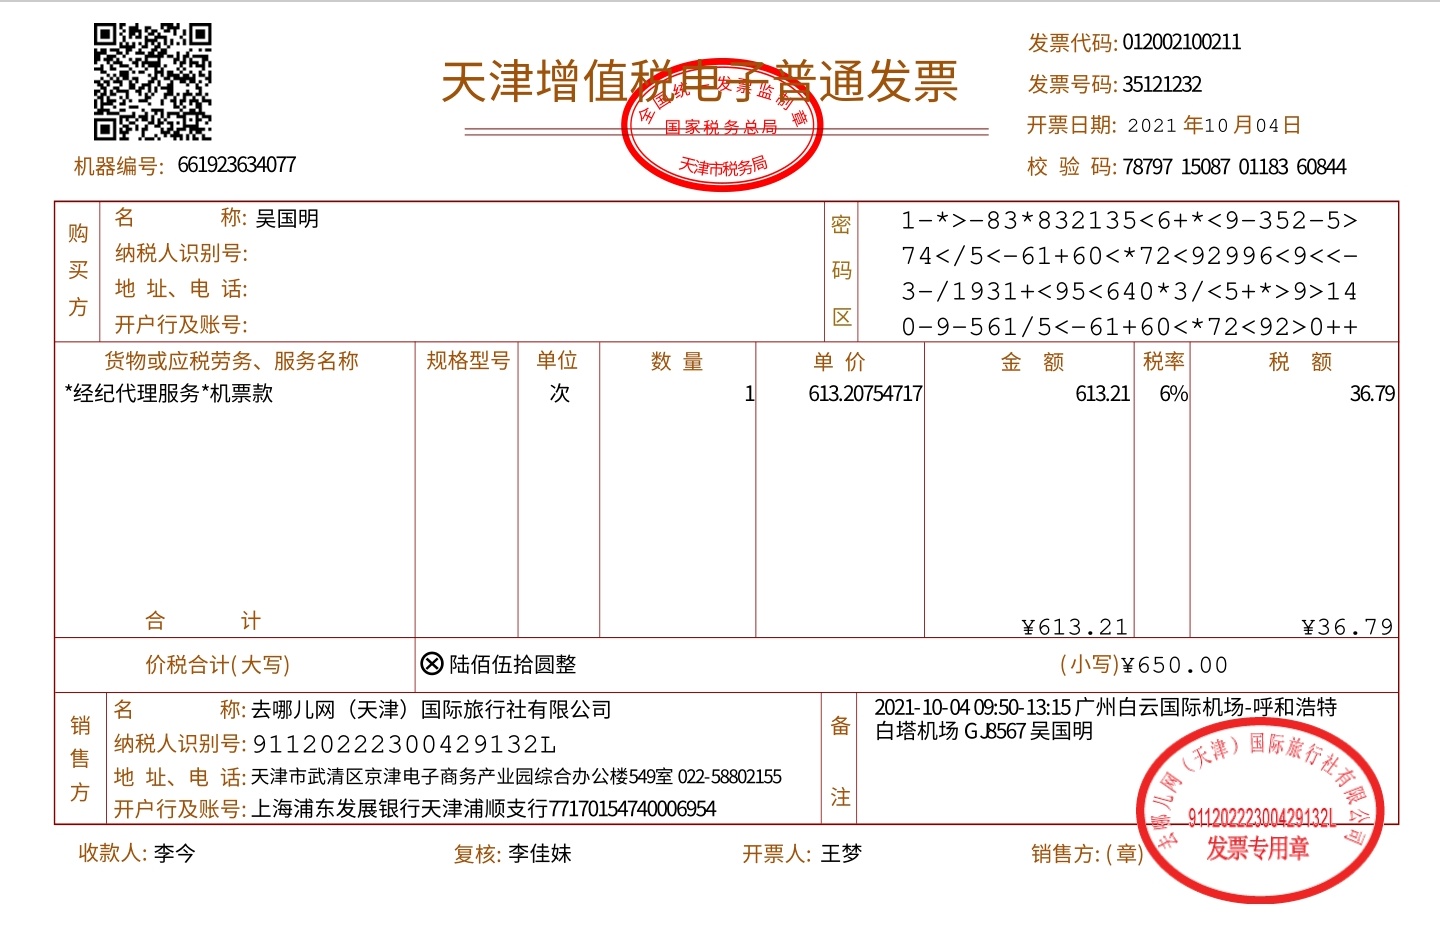 发票代码: 012002100211
天津增值税电子普通发票
发票号码: 35121232
全国统一发票监制章
国家税务总局
天津市税务局
开票日期: 2021 年10 月04日
机器编号: 661923634077
校 验 码: 78797 15087 01183 60844
购买方
名 称: 吴国明
纳税人识别号:
地 址、电 话:
开户行及账号:
密码区
1-*>-83*832135<6+*<9-352-5>
74</5<-61+60<*72<92996<9<<-
3-/1931+<95<640*3/<5+*>9>14
0-9-561/5<-61+60<*72<92>0++
货物或应税劳务、服务名称 规格型号 单位 数 量 单 价 金 额 税率 税 额
*经纪代理服务*机票款 次 1 613.20754717 613.21 6% 36.79
合 计 ¥613.21 ¥36.79
价税合计(大写) ⊗陆佰伍拾圆整 (小写)¥650.00
销售方
名 称: 去哪儿网（天津）国际旅行社有限公司
纳税人识别号: 91120222300429132L
地 址、电 话: 天津市武清区京津电子商务产业园综合办公楼549室 022-58802155
开户行及账号: 上海浦东发展银行天津浦顺支行77170154740006954
备注
2021-10-04 09:50-13:15 广州白云国际机场-呼和浩特
白塔机场 GJ8567 吴国明
收款人: 李今 复核: 李佳妹 开票人: 王梦 销售方: (章)
去哪儿网（天津）国际旅行社有限公司
91120222300429132L
发票专用章